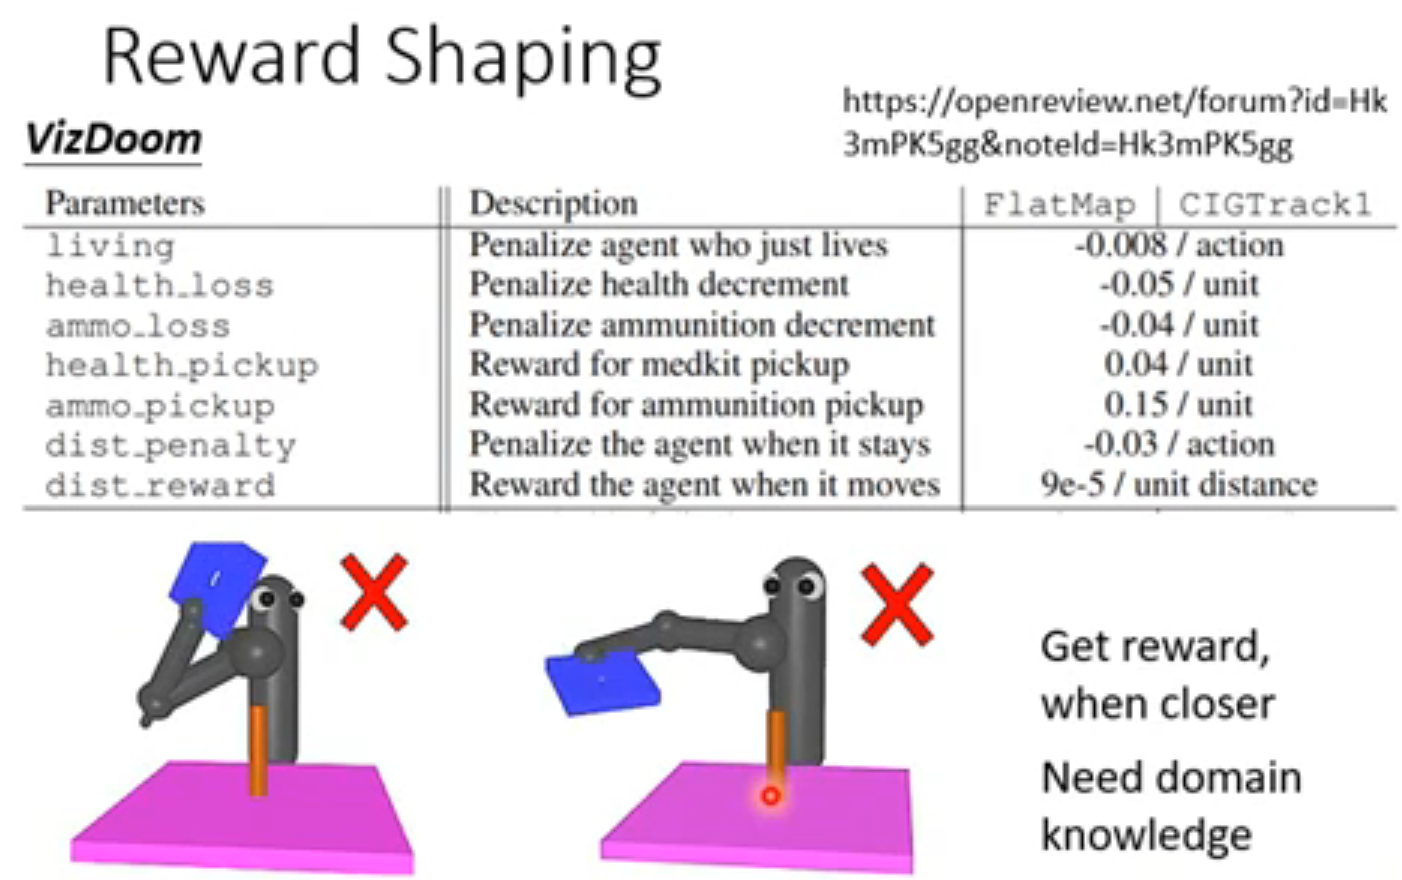 Reward Shaping
https://openreview.net/forum?id=Hk
3mPK5gg&noteId=Hk3mPK5gg
VizDoom
Parameters Description FlatMap CIGTrack1
living Penalize agent who just lives -0.008 / action
health_loss Penalize health decrement -0.05 / unit
ammo_loss Penalize ammunition decrement -0.04 / unit
health_pickup Reward for medkit pickup 0.04 / unit
ammo_pickup Reward for ammunition pickup 0.15 / unit
dist_penalty Penalize the agent when it stays -0.03 / action
dist_reward Reward the agent when it moves 9e-5 / unit distance
Get reward,
when closer
Need domain
knowledge